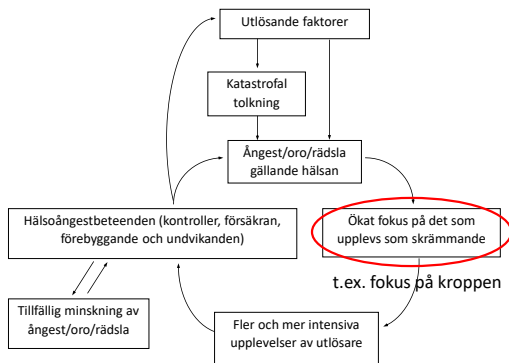 Utlösande faktorer
Katastrofal
tolkning
Ångest/oro/rädsla
gällande hälsan
Hälsoångestbeteenden (kontroller, försäkran,
förebyggande och undvikanden)
Ökat fokus på det som
upplevs som skrämmande
t.ex. fokus på kroppen
Tillfällig minskning av
ångest/oro/rädsla
Fler och mer intensiva
upplevelser av utlösare